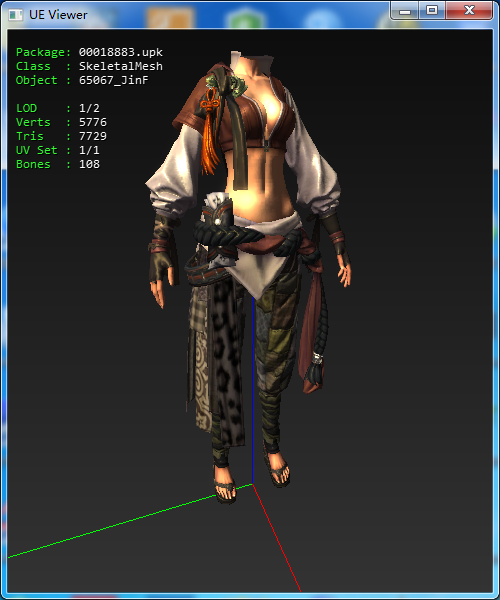 UE Viewer
Package: 00018883.upk
Class : SkeletalMesh
Object : 65067_JinF
LOD : 1/2
Verts : 5776
Tris : 7729
UV Set : 1/1
Bones : 108